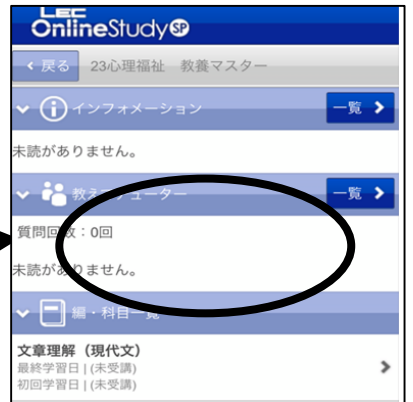 LEC
OnlineStudy SP
戻る 23心理福祉 教養マスター
インフォメーション 一覧
未読がありません。
教えてチューター 一覧
質問回数:0回
未読がありません。
編・科目一覧
文章理解(現代文)
最終学習日 | (未受講)
初回学習日 | (未受講)